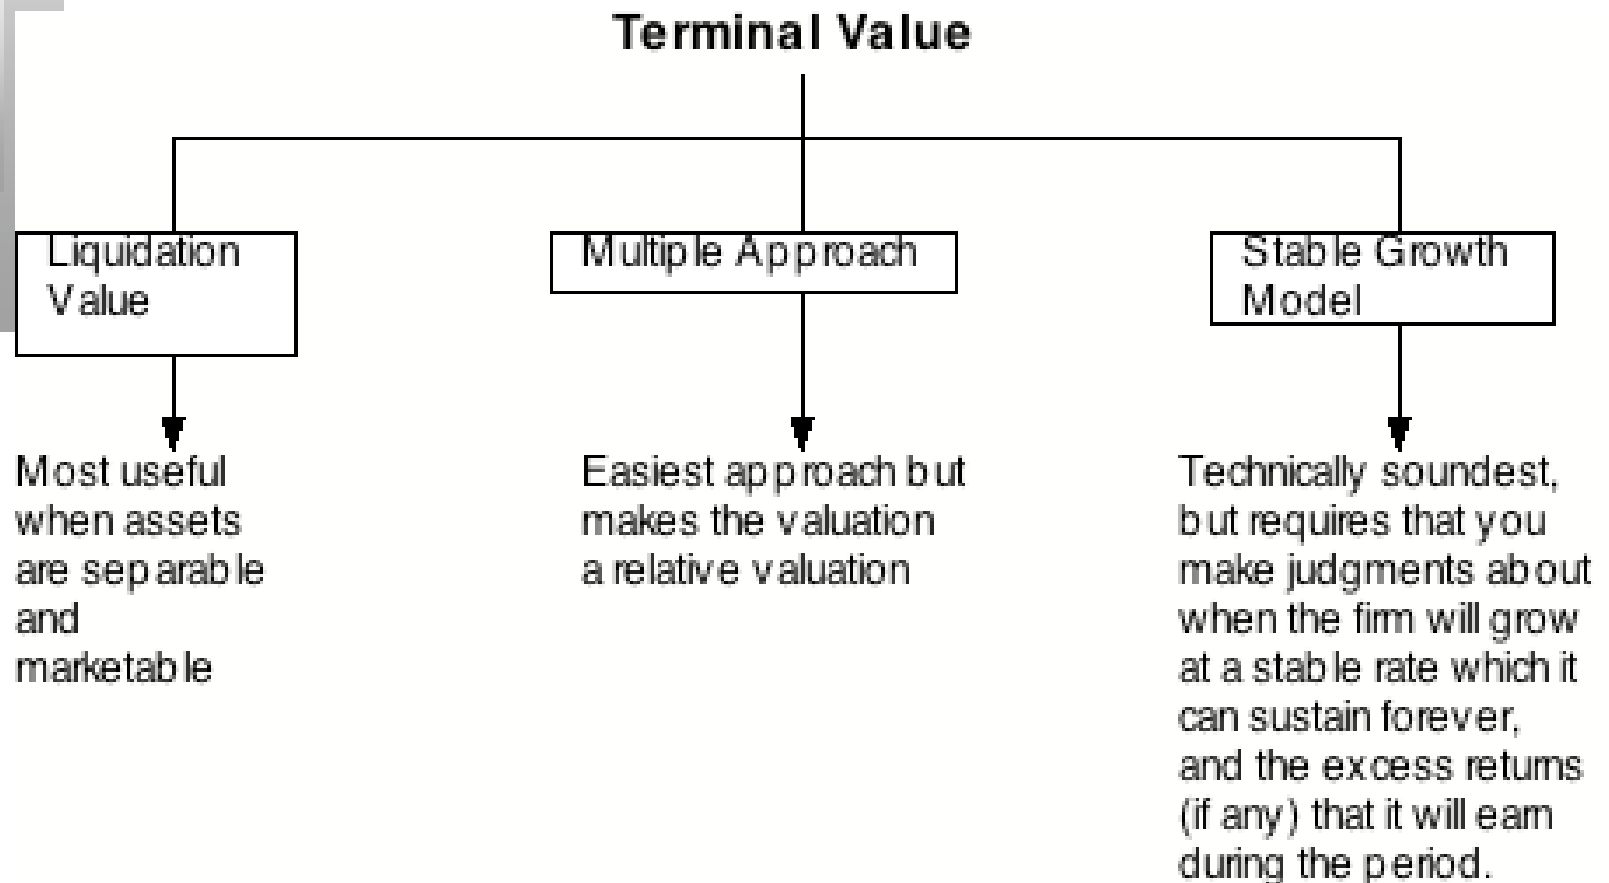 Terminal Value
Liquidation
Value
Multiple Approach
Stable Growth
Model
Most useful
when assets
are separable
and
marketable
Easiest approach but
makes the valuation
a relative valuation
Technically soundest,
but requires that you
make judgments about
when the firm will grow
at a stable rate which it
can sustain forever,
and the excess returns
(if any) that it will earn
during the period.